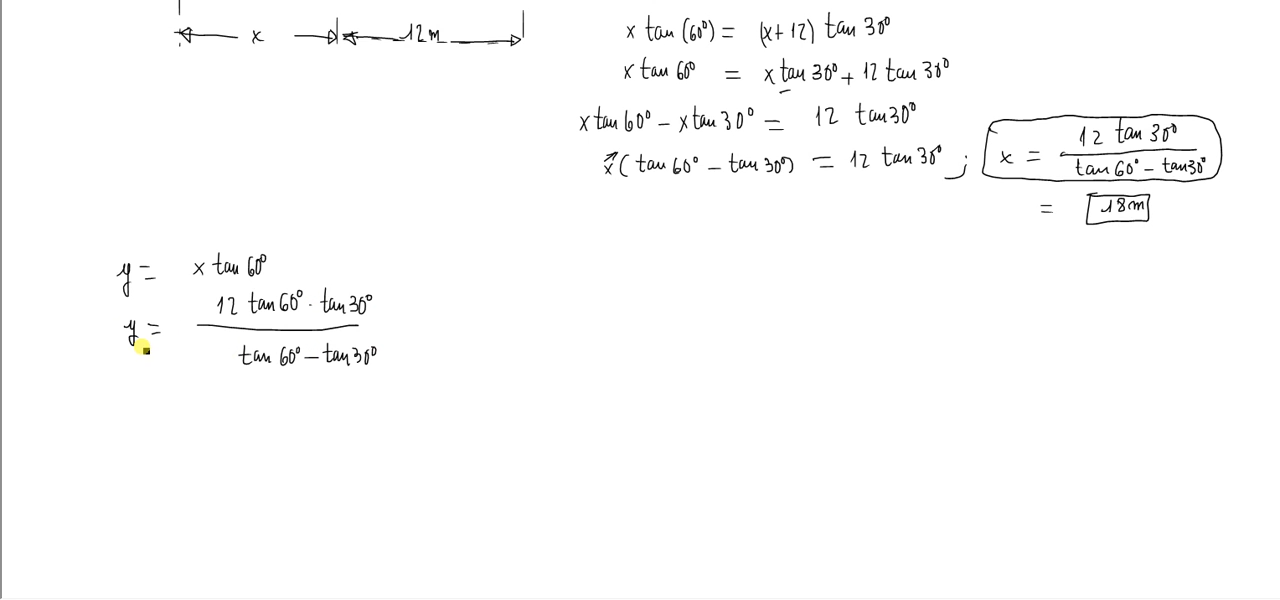 x 12m
x tan (60°) = (x+12) tan 30°
x tan 60° = x tan 30° + 12 tan 30°
x tan 60° - x tan 30° = 12 tan 30°
x (tan 60° - tan 30°) = 12 tan 30° ; x = 12 tan 30° / tan 60° - tan 30°
= 18m
y = x tan 60°
y = 12 tan 60° · tan 30° / tan 60° - tan 30°